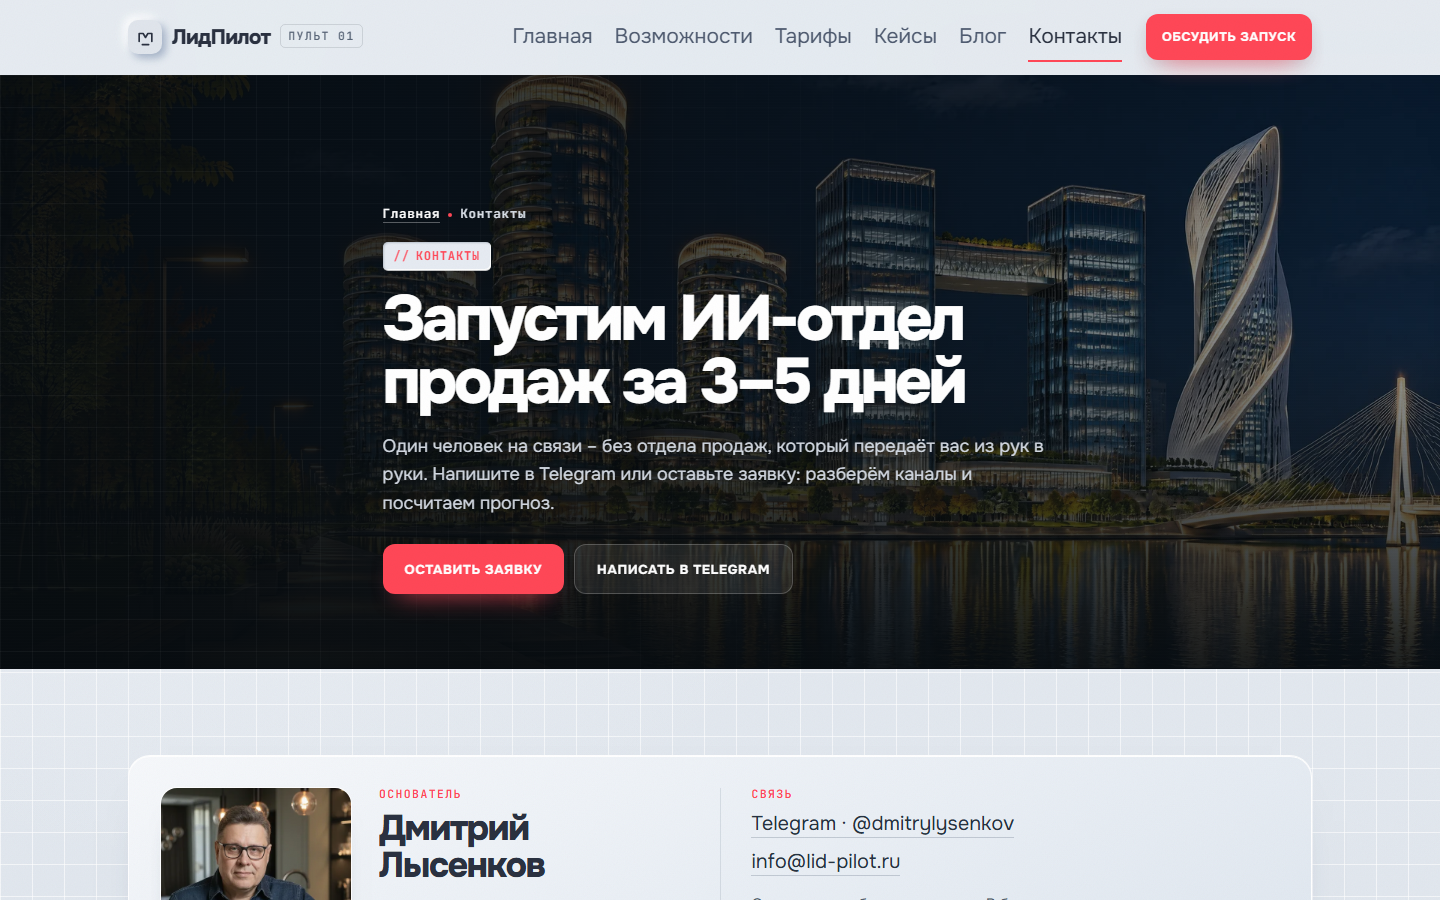 ЛидПилот
ПУЛЬТ 01
Главная
Возможности
Тарифы
Кейсы
Блог
Контакты
ОБСУДИТЬ ЗАПУСК
Главная • Контакты
// КОНТАКТЫ
Запустим ИИ-отдел
продаж за 3–5 дней
Один человек на связи – без отдела продаж, который передаёт вас из рук в
руки. Напишите в Telegram или оставьте заявку: разберём каналы и
посчитаем прогноз.
ОСТАВИТЬ ЗАЯВКУ
НАПИСАТЬ В TELEGRAM
ОСНОВАТЕЛЬ
Дмитрий
Лысенков
СВЯЗЬ
Telegram · @dmitrylysenkov
info@lid-pilot.ru